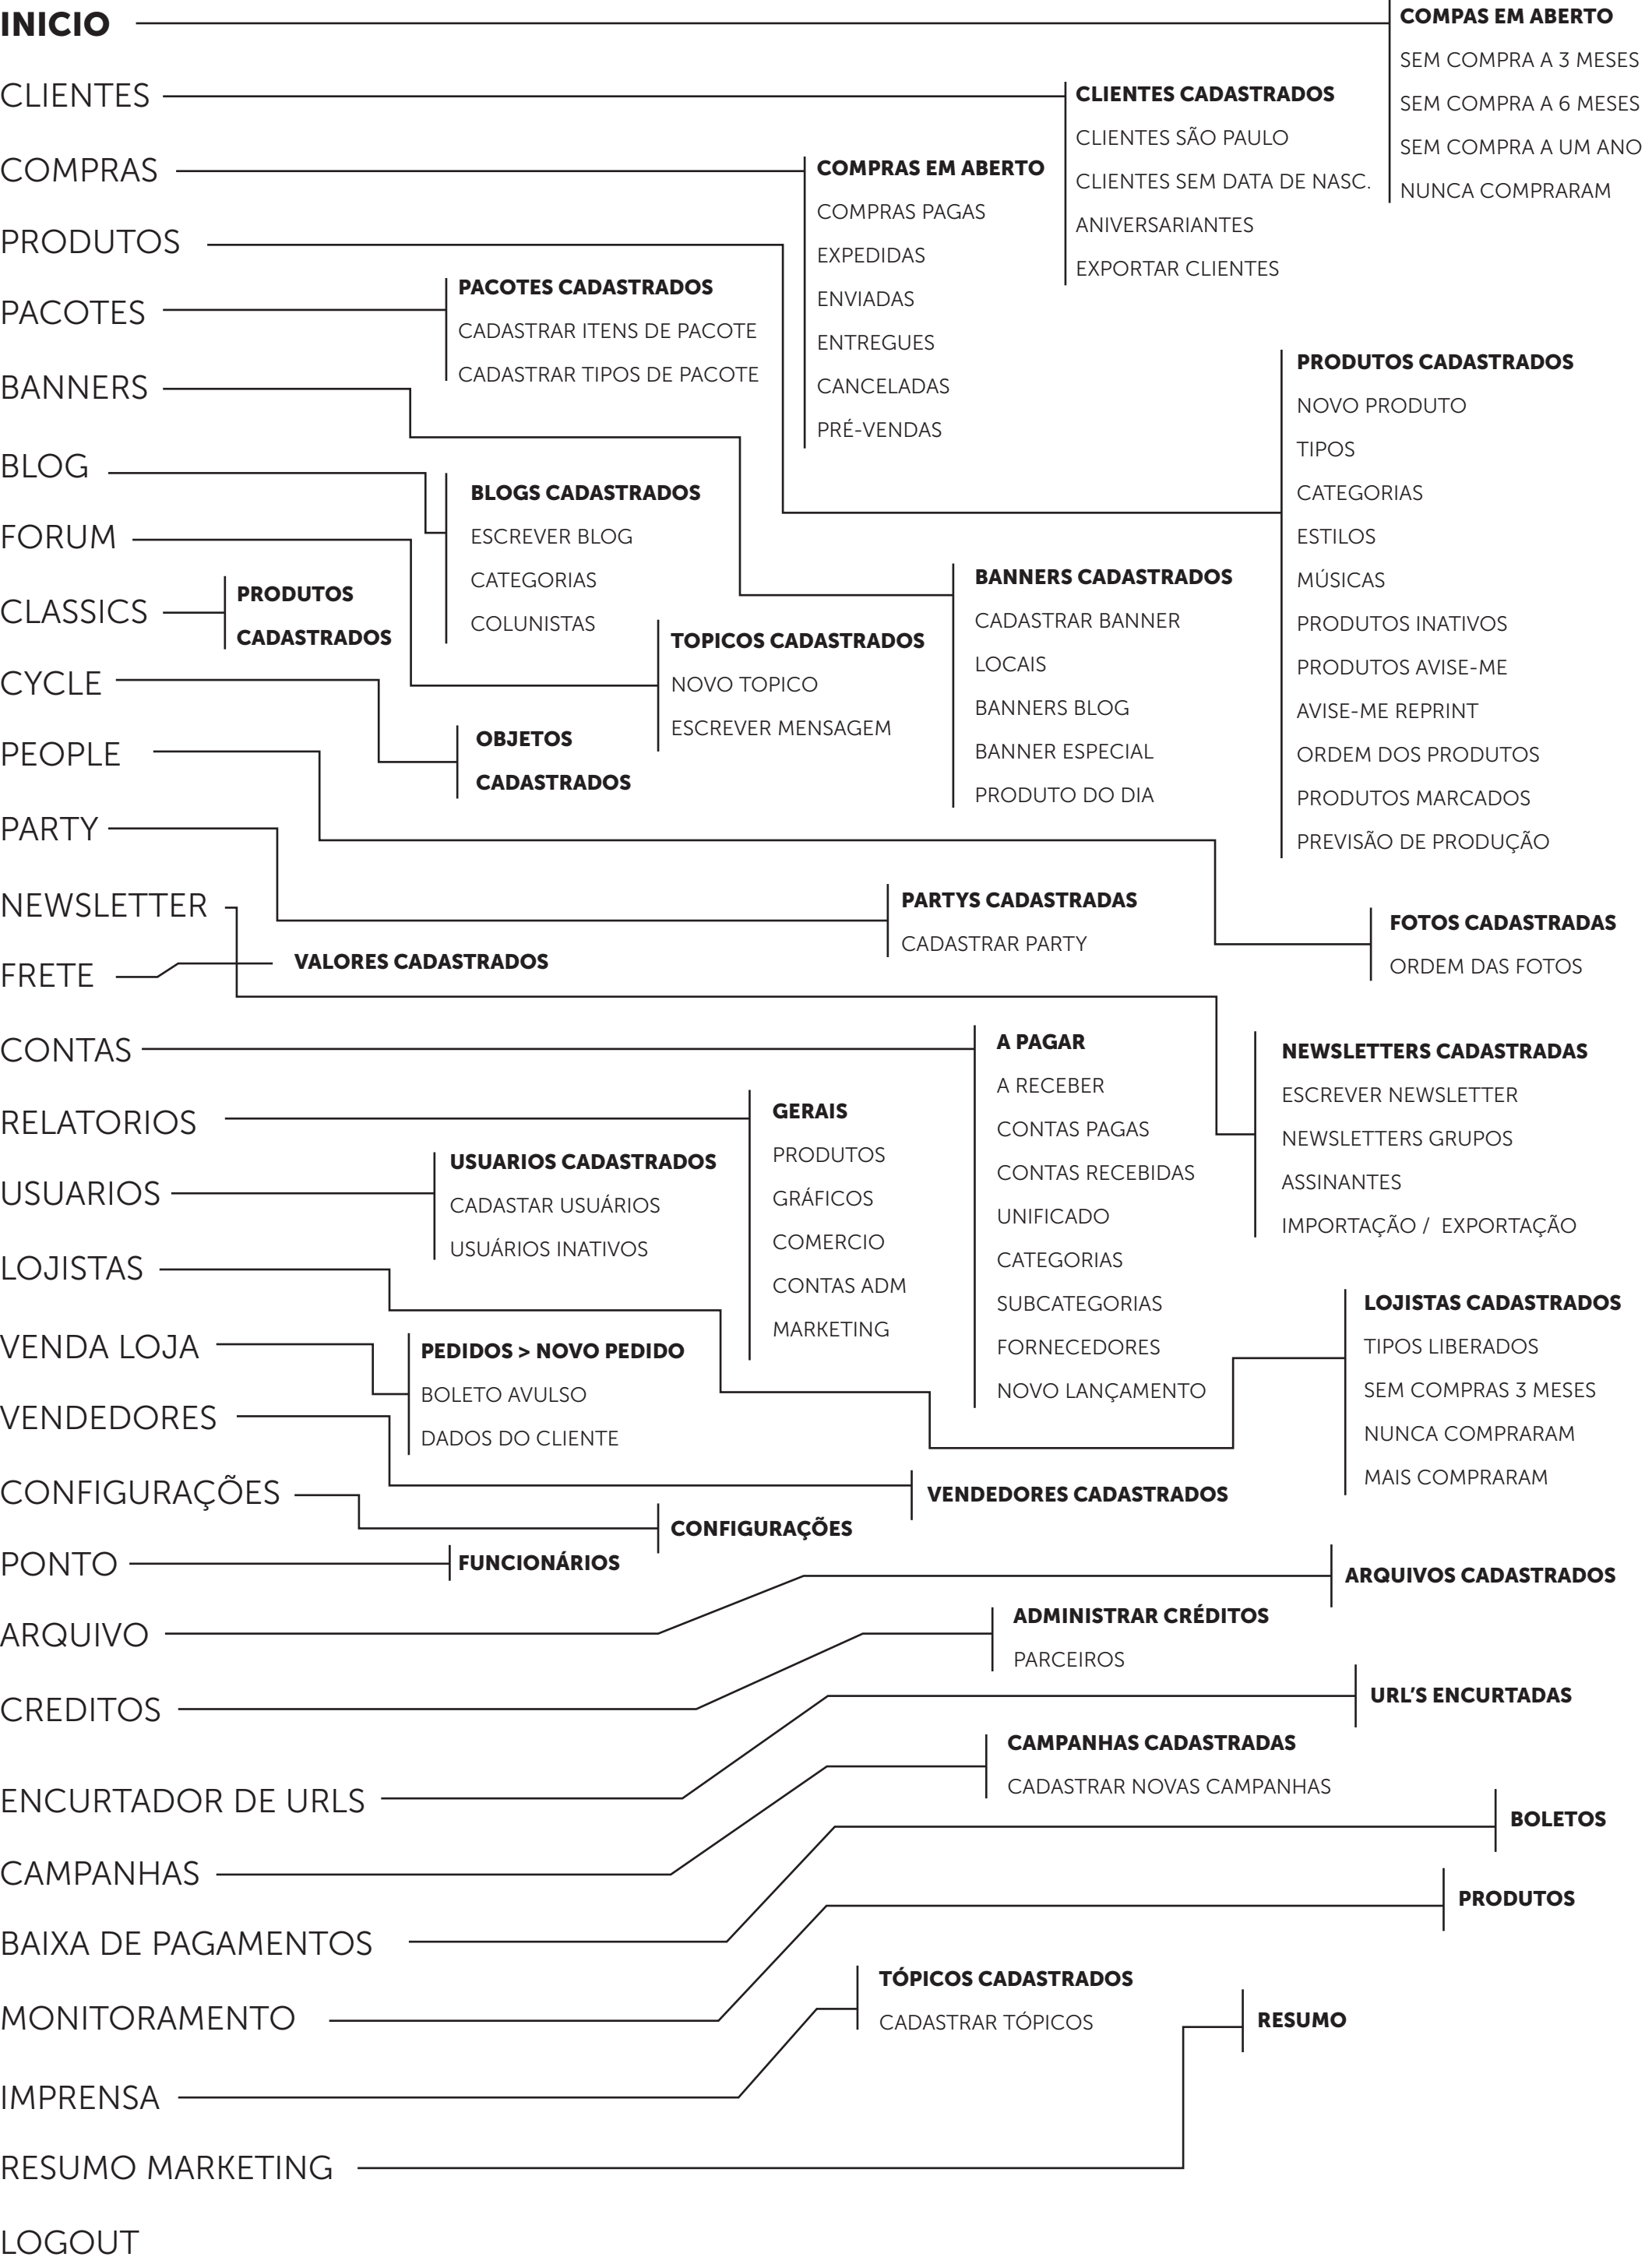 INICIO
COMPAS EM ABERTO
SEM COMPRA A 3 MESES
SEM COMPRA A 6 MESES
SEM COMPRA A UM ANO
NUNCA COMPRARAM
CLIENTES
CLIENTES CADASTRADOS
CLIENTES SÃO PAULO
CLIENTES SEM DATA DE NASC.
ANIVERSARIANTES
EXPORTAR CLIENTES
COMPRAS
COMPRAS EM ABERTO
COMPRAS PAGAS
EXPEDIDAS
ENVIADAS
ENTREGUES
CANCELADAS
PRÉ-VENDAS
PRODUTOS
PRODUTOS CADASTRADOS
NOVO PRODUTO
TIPOS
CATEGORIAS
ESTILOS
MÚSICAS
PRODUTOS INATIVOS
PRODUTOS AVISE-ME
AVISE-ME REPRINT
ORDEM DOS PRODUTOS
PRODUTOS MARCADOS
PREVISÃO DE PRODUÇÃO
PACOTES
PACOTES CADASTRADOS
CADASTRAR ITENS DE PACOTE
CADASTRAR TIPOS DE PACOTE
BANNERS
BANNERS CADASTRADOS
CADASTRAR BANNER
LOCAIS
BANNERS BLOG
BANNER ESPECIAL
PRODUTO DO DIA
BLOG
BLOGS CADASTRADOS
ESCREVER BLOG
CATEGORIAS
COLUNISTAS
FORUM
TOPICOS CADASTRADOS
NOVO TOPICO
ESCREVER MENSAGEM
CLASSICS
PRODUTOS
CADASTRADOS
CYCLE
OBJETOS
CADASTRADOS
PEOPLE
FOTOS CADASTRADAS
ORDEM DAS FOTOS
PARTY
PARTYS CADASTRADAS
CADASTRAR PARTY
NEWSLETTER
NEWSLETTERS CADASTRADAS
ESCREVER NEWSLETTER
NEWSLETTERS GRUPOS
ASSINANTES
IMPORTAÇÃO / EXPORTAÇÃO
FRETE
VALORES CADASTRADOS
CONTAS
A PAGAR
A RECEBER
CONTAS PAGAS
CONTAS RECEBIDAS
UNIFICADO
CATEGORIAS
SUBCATEGORIAS
FORNECEDORES
NOVO LANÇAMENTO
RELATORIOS
GERAIS
PRODUTOS
GRÁFICOS
COMERCIO
CONTAS ADM
MARKETING
USUARIOS
USUARIOS CADASTRADOS
CADASTAR USUÁRIOS
USUÁRIOS INATIVOS
LOJISTAS
LOJISTAS CADASTRADOS
TIPOS LIBERADOS
SEM COMPRAS 3 MESES
NUNCA COMPRARAM
MAIS COMPRARAM
VENDA LOJA
PEDIDOS > NOVO PEDIDO
BOLETO AVULSO
DADOS DO CLIENTE
VENDEDORES
VENDEDORES CADASTRADOS
CONFIGURAÇÕES
CONFIGURAÇÕES
PONTO
FUNCIONÁRIOS
ARQUIVO
ARQUIVOS CADASTRADOS
CREDITOS
ADMINISTRAR CRÉDITOS
PARCEIROS
ENCURTADOR DE URLS
URL'S ENCURTADAS
CAMPANHAS
CAMPANHAS CADASTRADAS
CADASTRAR NOVAS CAMPANHAS
BAIXA DE PAGAMENTOS
BOLETOS
MONITORAMENTO
PRODUTOS
IMPRENSA
TÓPICOS CADASTRADOS
CADASTRAR TÓPICOS
RESUMO MARKETING
RESUMO
LOGOUT